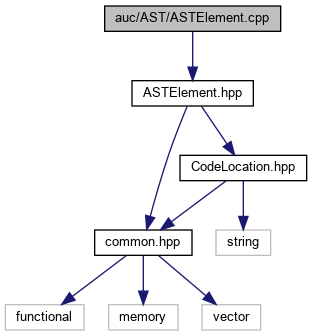 auc/AST/ASTElement.cpp
ASTElement.hpp
CodeLocation.hpp
common.hpp
string
functional
memory
vector